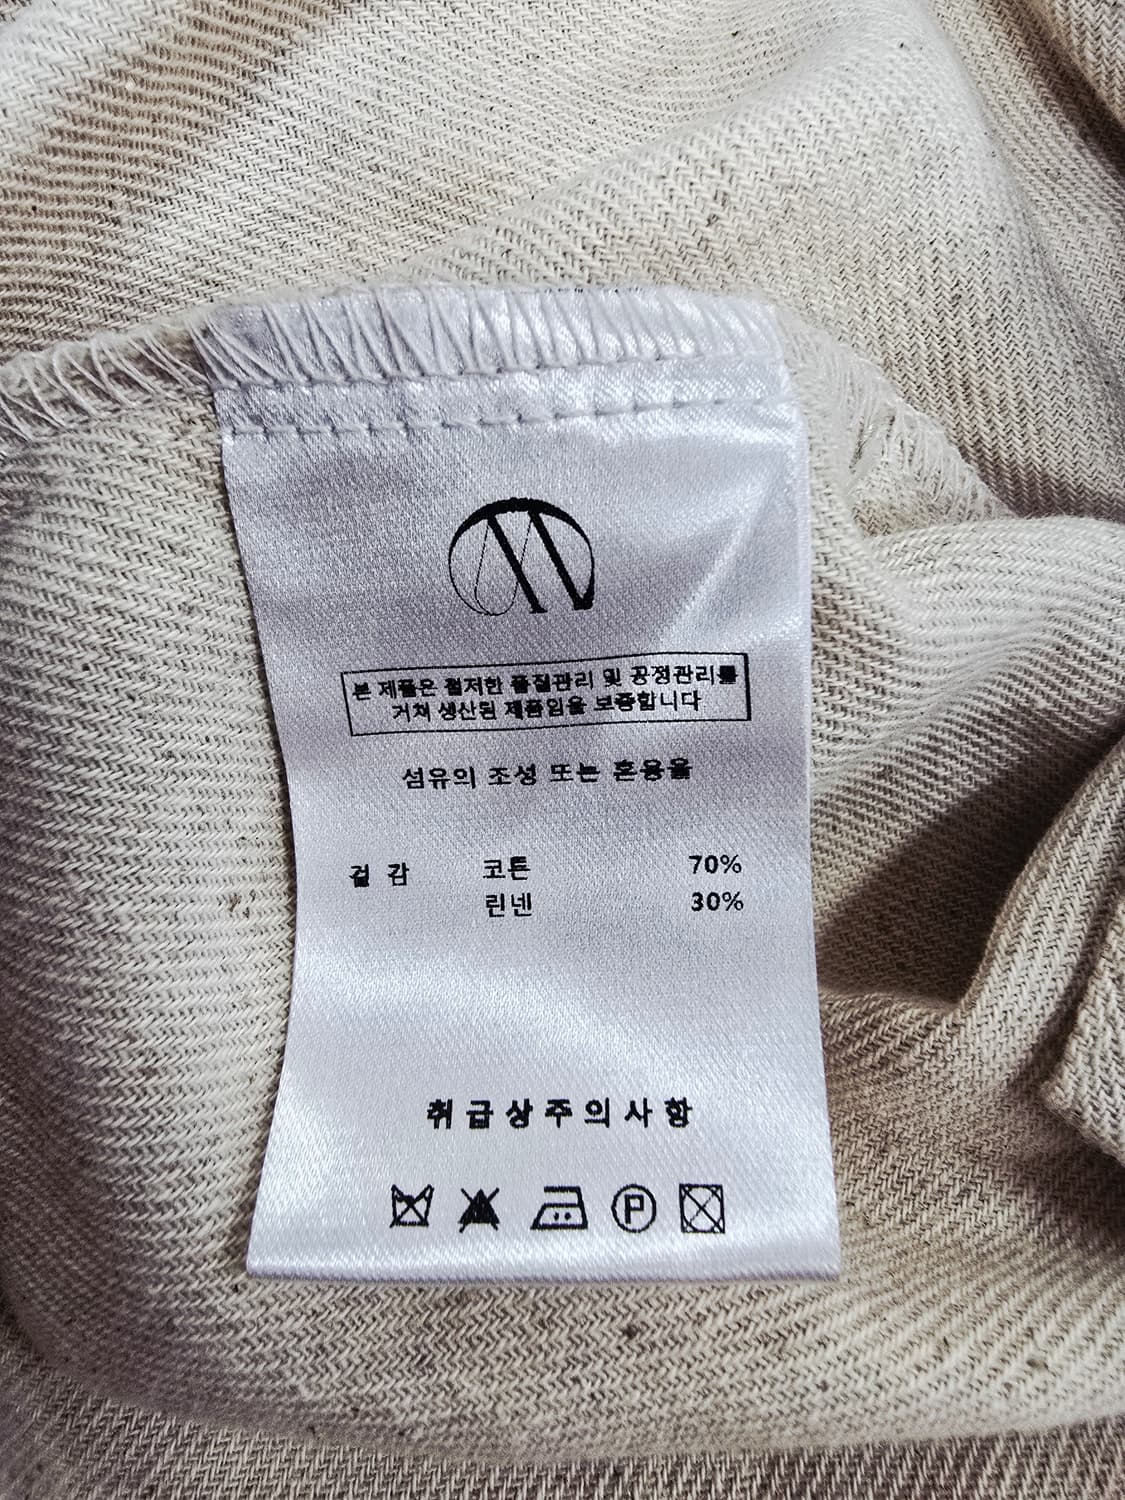 본 제품은 철저한 품질관리 및 공정관리를
거쳐 생산된 제품임을 보증합니다
섬유의 조성 또는 혼용율
겉 감 코튼 70%
린넨 30%
취급상주의사항
P